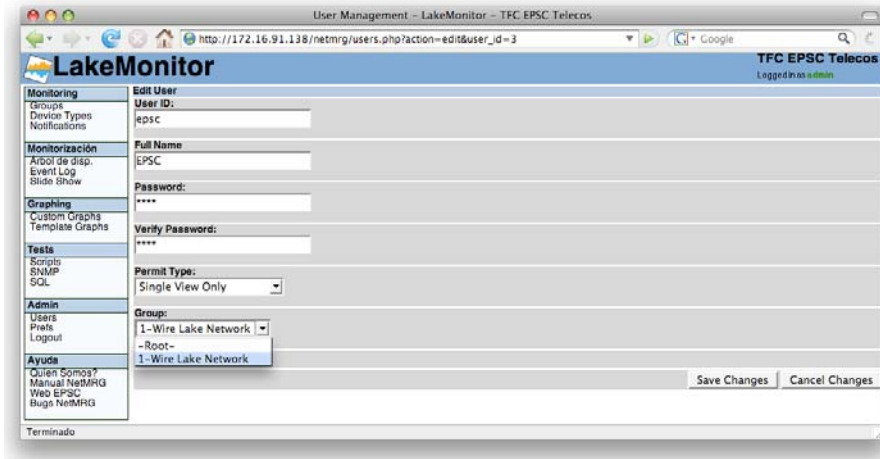 User Management – LakeMonitor – TFC EPSC Telecos
http://172.16.91.138/netmrg/users.php?action=edit&user_id=3
Google
LakeMonitor
TFC EPSC Telecos
Logged in as admin
Monitoring
Groups
Device Types
Notifications
Monitorización
Arbol de disp.
Event Log
Slide Show
Graphing
Custom Graphs
Template Graphs
Tests
Scripts
SNMP
SQL
Admin
Users
Prefs
Logout
Ayuda
Quien Somos?
Manual NetMRG
Web EPSC
Bugs NetMRG
Edit User
User ID:
epsc
Full Name
EPSC
Password:
****
Verify Password:
****
Permit Type:
Single View Only
Group:
1-Wire Lake Network
-Root-
1-Wire Lake Network
Save Changes
Cancel Changes
Terminado